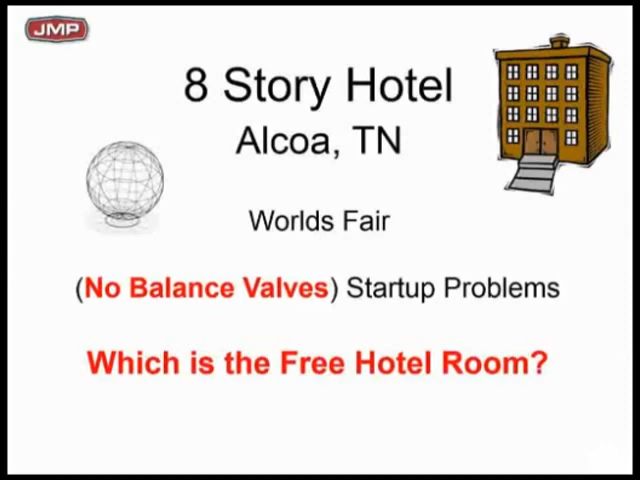 JMP
8 Story Hotel
Alcoa, TN
Worlds Fair
(No Balance Valves) Startup Problems
Which is the Free Hotel Room?